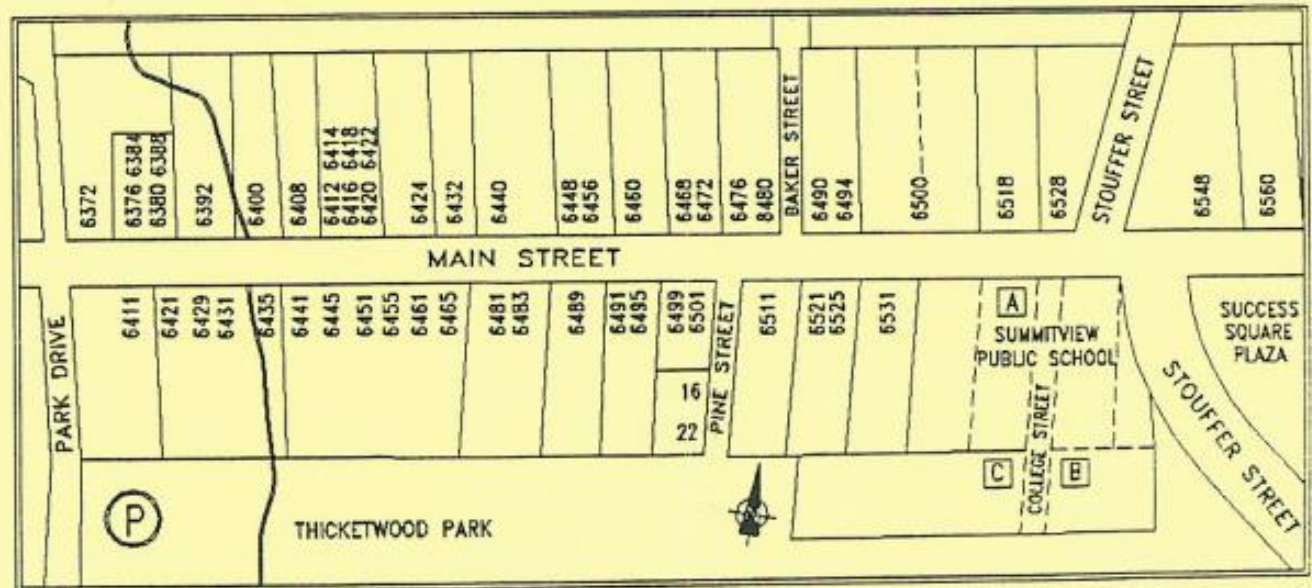 6372
6376 6384
6380 6388
6392
6400
6408
6412 6414
6416 6418
6420 6422
6424
6432
6440
6448
6456
6460
6468
6472
6476
8480
BAKER STREET
6490
6494
6500
6518
6528
STOUFFER STREET
6548
6560
MAIN STREET
PARK DRIVE
6411
6421
6429
6431
6435
6441
6445
6451
6455
6461
6465
6481
6483
6489
6491
6495
6499
6501
16
22
PINE STREET
6511
6521
6525
6531
A
SUMMITVIEW
PUBLIC SCHOOL
COLLEGE STREET
C
B
STOUFFER STREET
SUCCESS
SQUARE
PLAZA
P
THICKETWOOD PARK